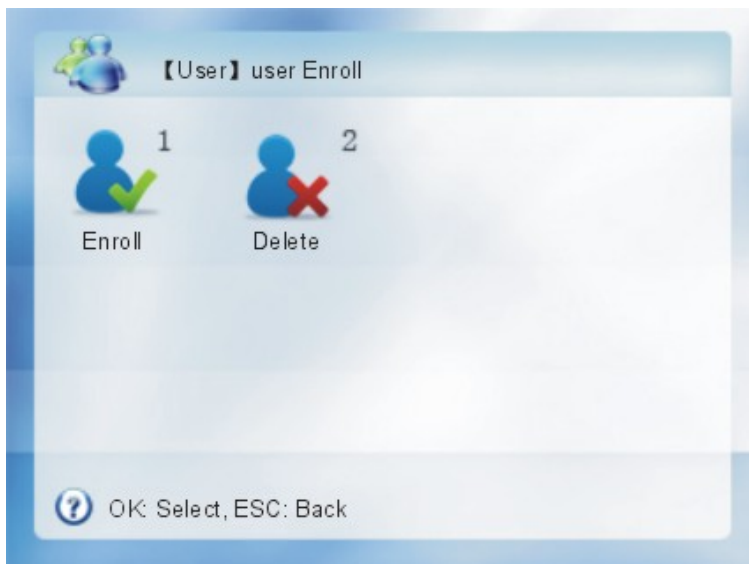 【User】 user Enroll
1 2
Enroll Delete
OK: Select, ESC: Back